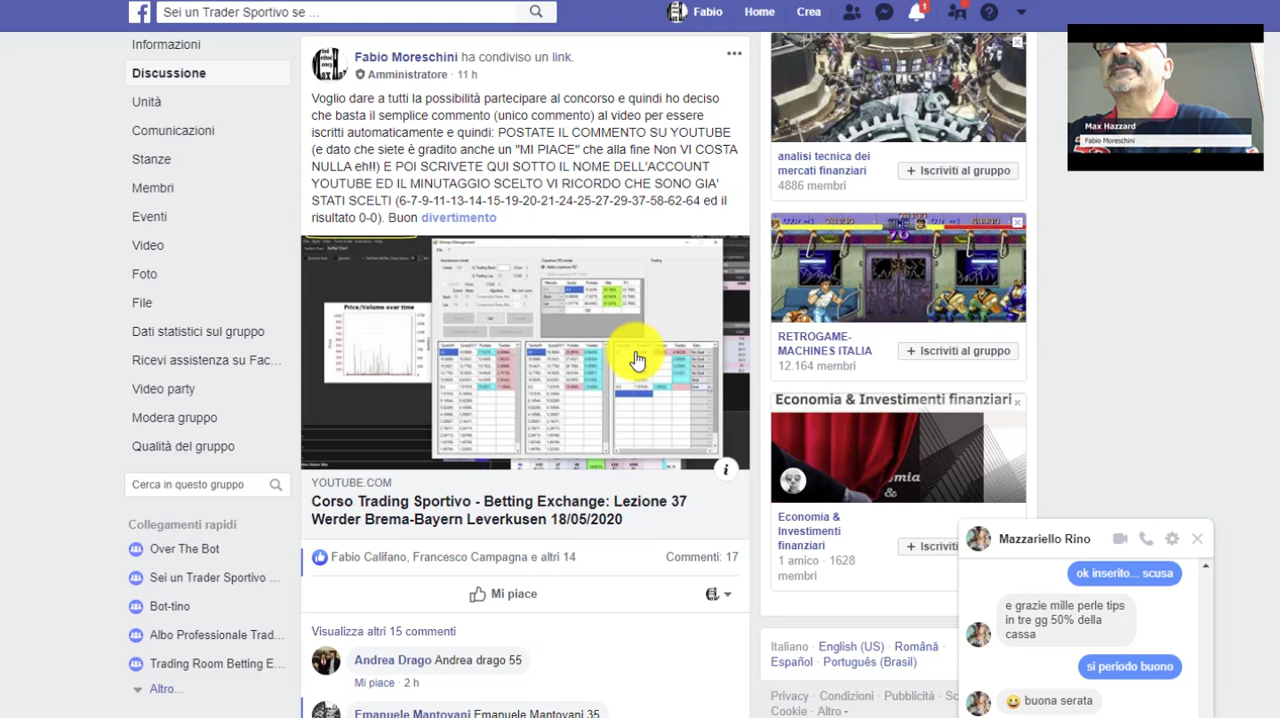 Sei un Trader Sportivo se ...
Fabio
Home
Crea
1
Informazioni
Discussione
Unità
Comunicazioni
Stanze
Membri
Eventi
Video
Foto
File
Dati statistici sul gruppo
Ricevi assistenza su Fac...
Video party
Modera gruppo
Qualità del gruppo
Cerca in questo gruppo
Collegamenti rapidi
Over The Bot
Sei un Trader Sportivo ...
Bot-tino
Albo Professionale Trad...
Trading Room Betting E...
Altro...
Fabio Moreschini ha condiviso un link.
Amministratore · 11 h
Voglio dare a tutti la possibilità partecipare al concorso e quindi ho deciso
che basta il semplice commento (unico commento) al video per essere
(e dato che è gradito anche un "MI PIACE" che alla fine Non VI COSTA
NULLA eh!!) E POI SCRIVETE QUI SOTTO IL NOME DELL'ACCOUNT
YOUTUBE ED IL MINUTAGGIO SCELTO VI RICORDO CHE SONO GIA'
STATI SCELTI (6-7-9-11-13-14-15-19-20-21-24-25-27-29-37-58-62-64 ed il
risultato 0-0). Buon divertimento
Money Management
Price/Volume over time
YOUTUBE.COM
Corso Trading Sportivo - Betting Exchange: Lezione 37
Werder Brema-Bayern Leverkusen 18/05/2020
Fabio Califano, Francesco Campagna e altri 14
Commenti: 17
Mi piace
Visualizza altri 15 commenti
Andrea Drago Andrea drago 55
Mi piace · 2 h
Emanuele Mantovani Emanuele Mantovani 35
analisi tecnica dei
mercati finanziari
4886 membri
+ Iscriviti al gruppo
RETROGAME-
MACHINES ITALIA
12.164 membri
+ Iscriviti al gruppo
Economia & Investimenti finanziari
Economia &
Investimenti
finanziari
1 amico · 1628
membri
+ Iscriviti
Italiano · English (US) · Română ·
Español · Português (Brasil)
Privacy · Condizioni · Pubblicità · Sc
Cookie · Altro
Max Hazzard
Fabio Moreschini
Mazzariello Rino
ok inserito... scusa
e grazie mille perle tips
in tre gg 50% della
cassa
si periodo buono
😀 buona serata